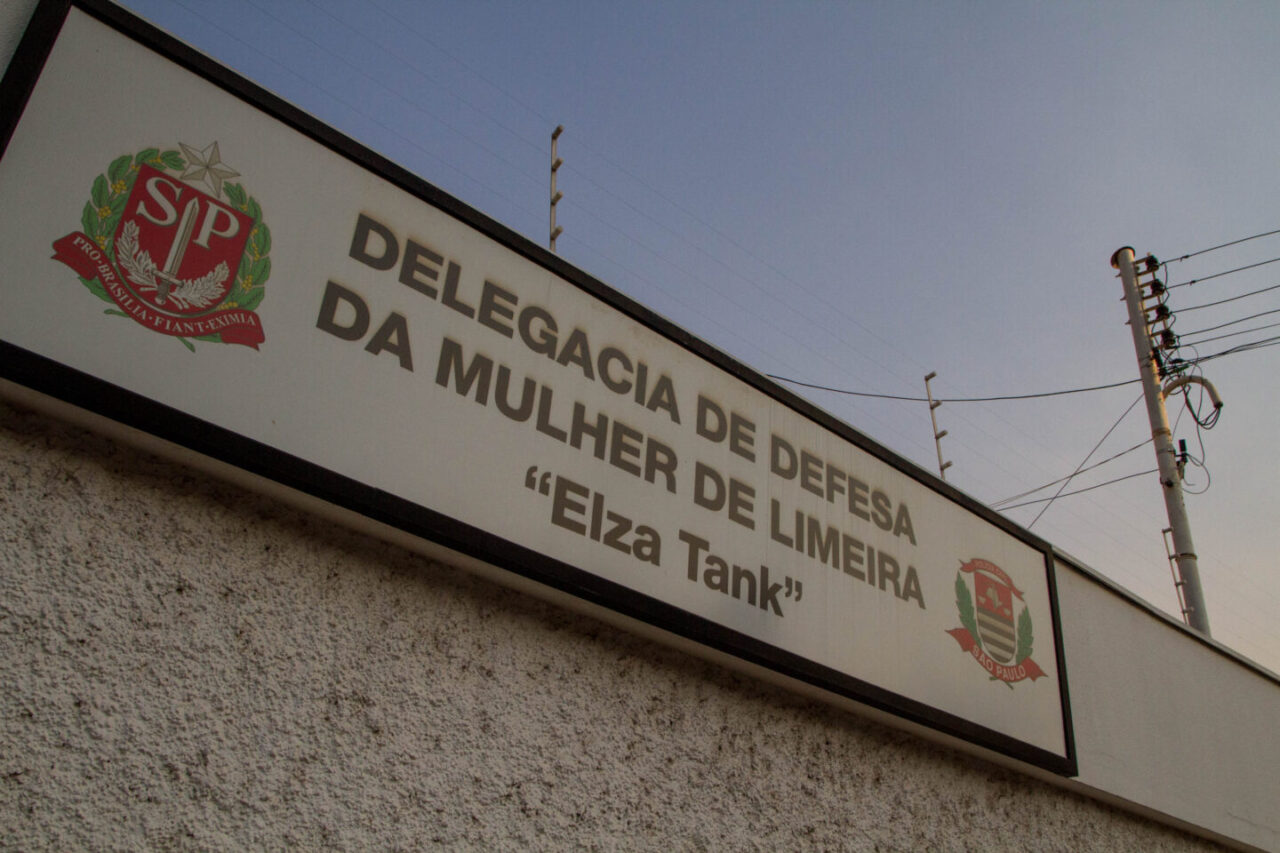 SP
PRO·BRASILIA·FIANT·EXIMIA
DELEGACIA DE DEFESA
DA MULHER DE LIMEIRA
“Elza Tank”
SÃO PAULO